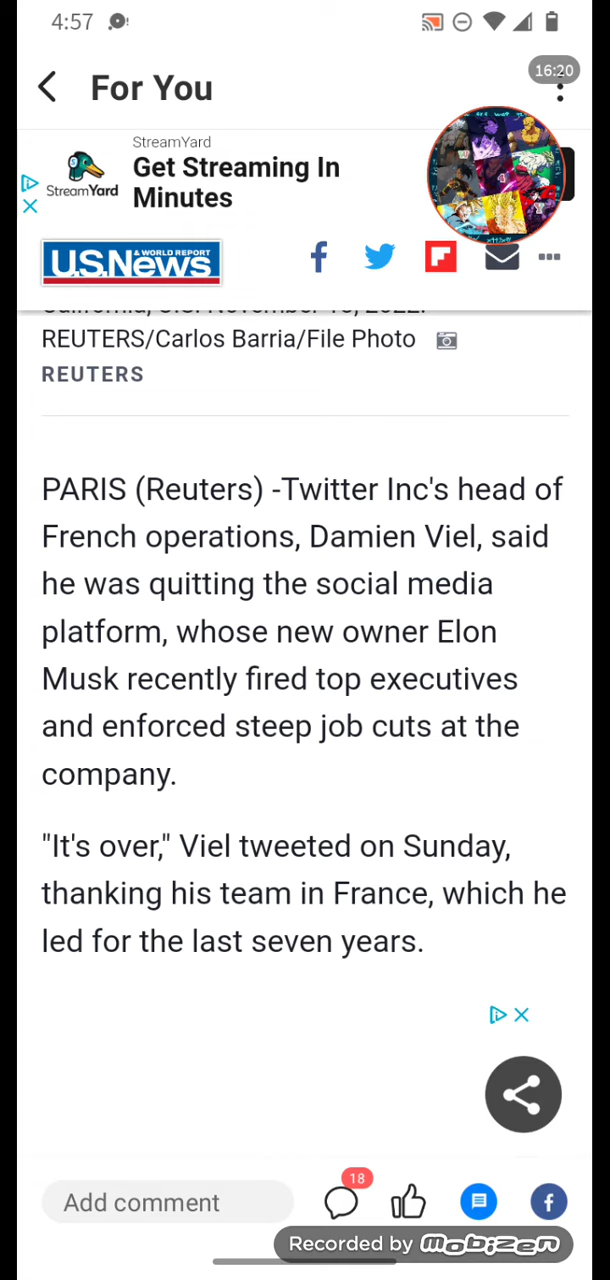 4:57
16:20
For You
StreamYard
Get Streaming In
Minutes
StreamYard
U.S.News
& WORLD REPORT
REUTERS/Carlos Barria/File Photo
REUTERS
PARIS (Reuters) -Twitter Inc's head of
French operations, Damien Viel, said
he was quitting the social media
platform, whose new owner Elon
Musk recently fired top executives
and enforced steep job cuts at the
company.
"It's over," Viel tweeted on Sunday,
thanking his team in France, which he
led for the last seven years.
18
Add comment
Recorded by mobizen